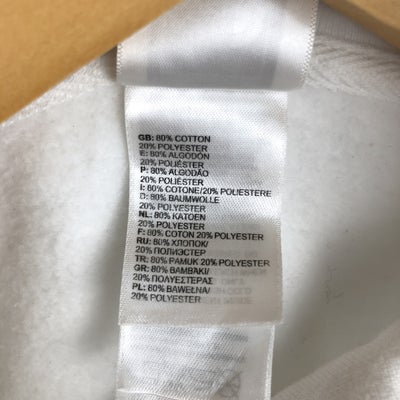 GB: 80% COTTON
20% POLYESTER
E: 80% ALGODÓN
20% POLIÉSTER
P: 80% ALGODÃO
20% POLIÉSTER
I: 80% COTONE/20% POLIESTERE
D: 80% BAUMWOLLE
20% POLYESTER
NL: 80% KATOEN
20% POLYESTER
F: 80% COTON 20% POLYESTER
RU: 80% ХЛОПОК/
20% ПОЛИЭСТЕР
TR: 80% PAMUK 20% POLYESTER
GR: 80% ΒΑΜΒΑΚΙ/
20% ΠΟΛΥΕΣΤΕΡΑΣ
PL: 80% BAWEŁNA/
20% POLYESTER